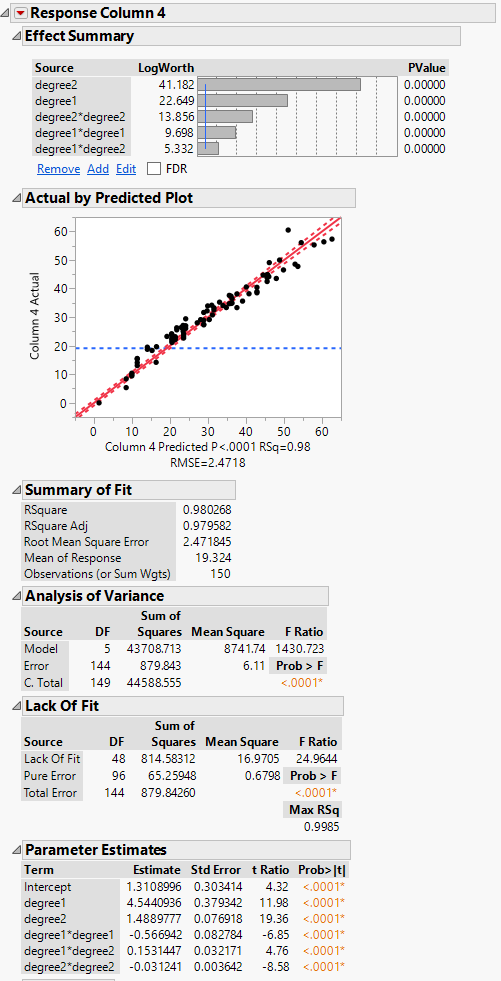 Response Column 4
Effect Summary
Source LogWorth PValue
degree2 41.182 0.00000
degree1 22.649 0.00000
degree2*degree2 13.856 0.00000
degree1*degree1 9.698 0.00000
degree1*degree2 5.332 0.00000
Remove Add Edit FDR
Actual by Predicted Plot
Column 4 Actual
60
50
40
30
20
10
0
0 10 20 30 40 50 60
Column 4 Predicted P<.0001 RSq=0.98
RMSE=2.4718
Summary of Fit
RSquare 0.980268
RSquare Adj 0.979582
Root Mean Square Error 2.471845
Mean of Response 19.324
Observations (or Sum Wgts) 150
Analysis of Variance
Sum of
Source DF Squares Mean Square F Ratio
Model 5 43708.713 8741.74 1430.723
Error 144 879.843 6.11 Prob > F
C. Total 149 44588.555 <.0001*
Lack Of Fit
Sum of
Source DF Squares Mean Square F Ratio
Lack Of Fit 48 814.58312 16.9705 24.9644
Pure Error 96 65.25948 0.6798 Prob > F
Total Error 144 879.84260 <.0001*
Max RSq
0.9985
Parameter Estimates
Term Estimate Std Error t Ratio Prob>|t|
Intercept 1.3108996 0.303414 4.32 <.0001*
degree1 4.5440936 0.379342 11.98 <.0001*
degree2 1.4889777 0.076918 19.36 <.0001*
degree1*degree1 -0.566942 0.082784 -6.85 <.0001*
degree1*degree2 0.1531447 0.032171 4.76 <.0001*
degree2*degree2 -0.031241 0.003642 -8.58 <.0001*